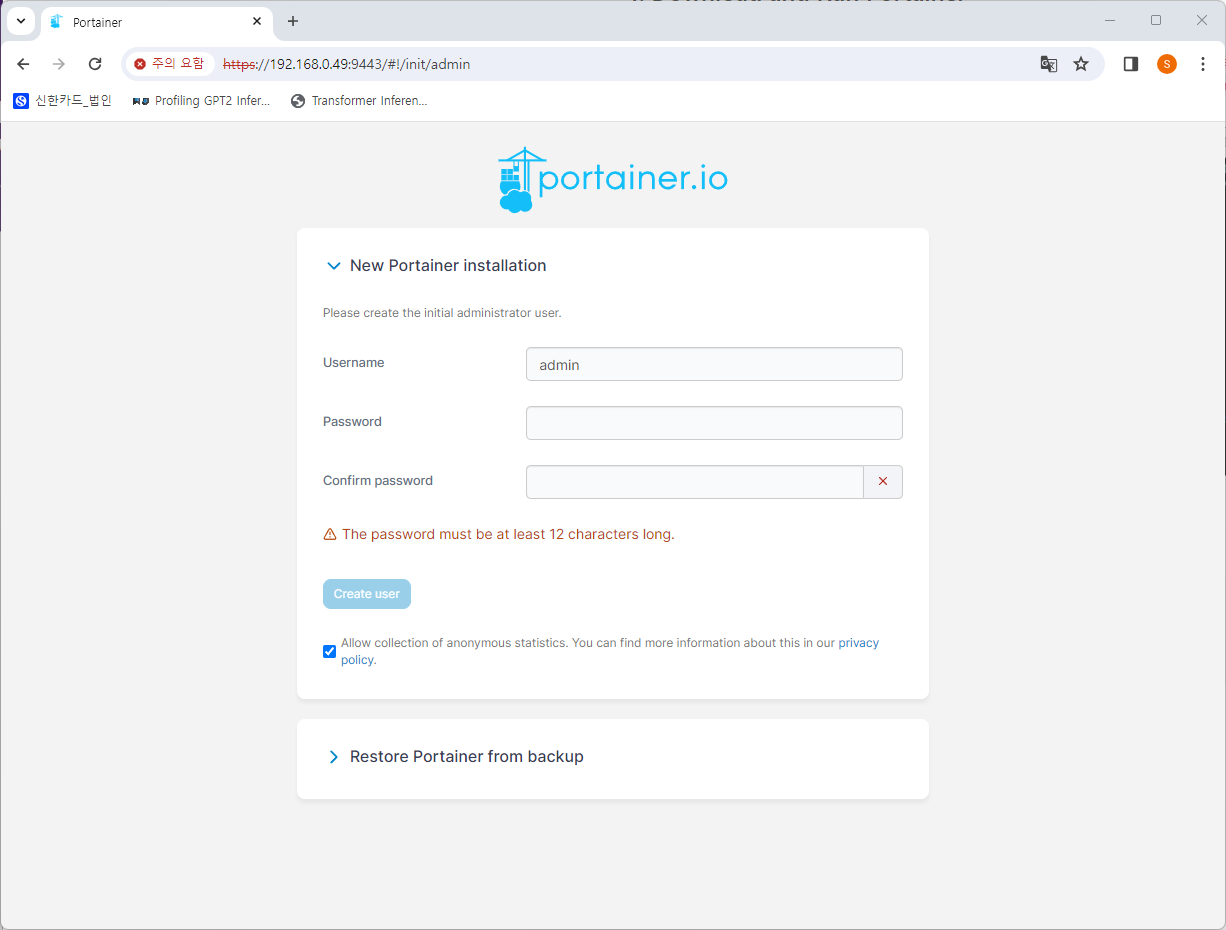 Portainer
주의 요함
https://192.168.0.49:9443/#!/init/admin
S
신한카드_법인
Profiling GPT2 Infer...
Transformer Inferen...
portainer.io
New Portainer installation
Please create the initial administrator user.
Username
admin
Password
Confirm password
The password must be at least 12 characters long.
Create user
Allow collection of anonymous statistics. You can find more information about this in our privacy
policy.
Restore Portainer from backup